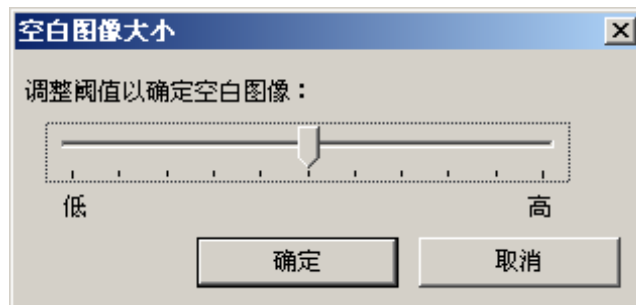 空白图像大小
调整阈值以确定空白图像：
低 高
确定 取消